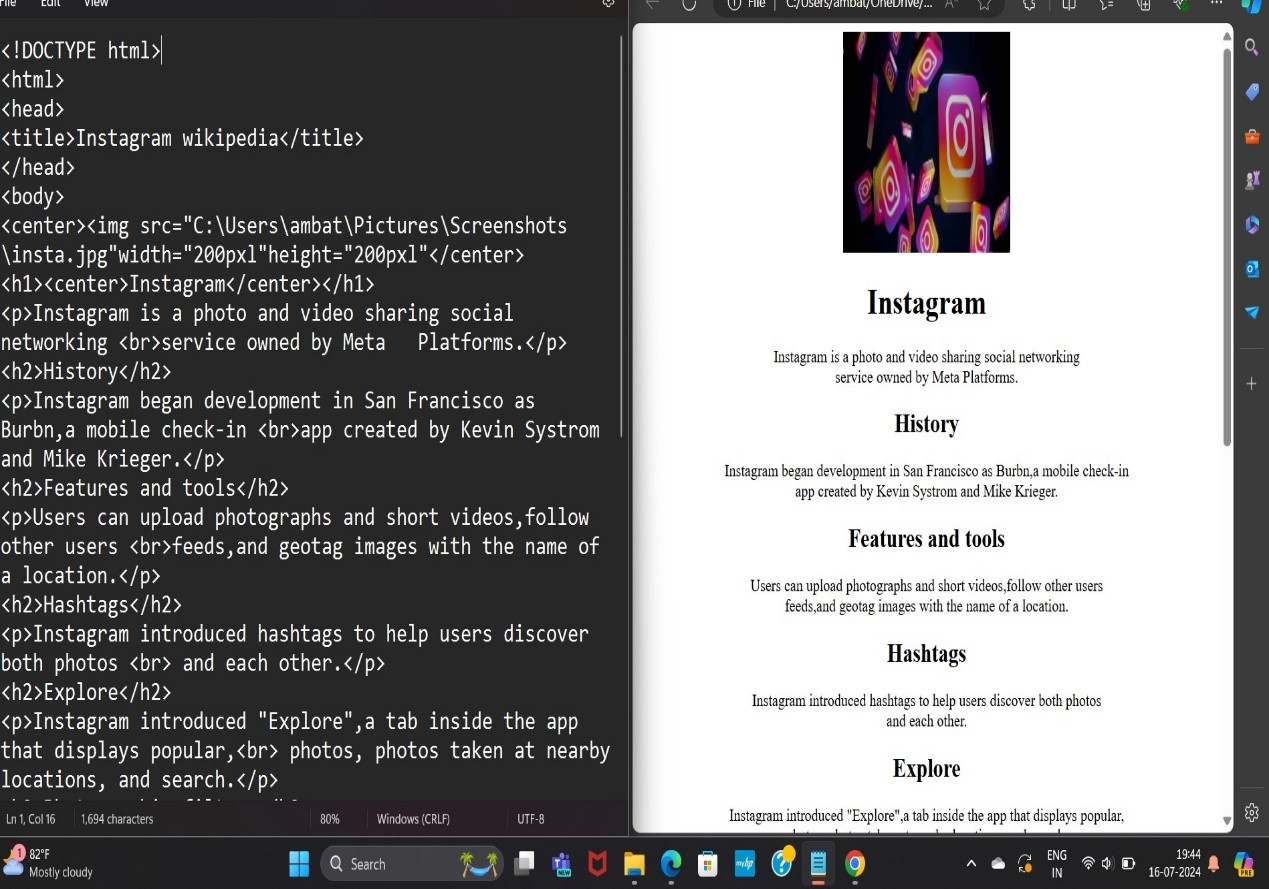 File Edit View
<!DOCTYPE html>
<html>
<head>
<title>Instagram wikipedia</title>
</head>
<body>
<center><img src="C:\Users\ambat\Pictures\Screenshots
\insta.jpg"width="200pxl"height="200pxl"</center>
<h1><center>Instagram</center></h1>
<p>Instagram is a photo and video sharing social
networking <br>service owned by Meta   Platforms.</p>
<h2>History</h2>
<p>Instagram began development in San Francisco as
Burbn,a mobile check-in <br>app created by Kevin Systrom
and Mike Krieger.</p>
<h2>Features and tools</h2>
<p>Users can upload photographs and short videos,follow
other users <br>feeds,and geotag images with the name of
a location.</p>
<h2>Hashtags</h2>
<p>Instagram introduced hashtags to help users discover
both photos <br> and each other.</p>
<h2>Explore</h2>
<p>Instagram introduced "Explore",a tab inside the app
that displays popular,<br> photos, photos taken at nearby
locations, and search.</p>
Ln 1, Col 16 1,694 characters 80% Windows (CRLF) UTF-8
File C:/Users/ambat/OneDrive/...
Instagram
Instagram is a photo and video sharing social networking
service owned by Meta Platforms.
History
Instagram began development in San Francisco as Burbn,a mobile check-in
app created by Kevin Systrom and Mike Krieger.
Features and tools
Users can upload photographs and short videos,follow other users
feeds,and geotag images with the name of a location.
Hashtags
Instagram introduced hashtags to help users discover both photos
and each other.
Explore
Instagram introduced "Explore",a tab inside the app that displays popular,
1 82°F
Mostly cloudy
Search
NEW
myhp
ENG
IN
19:44
16-07-2024
PRE